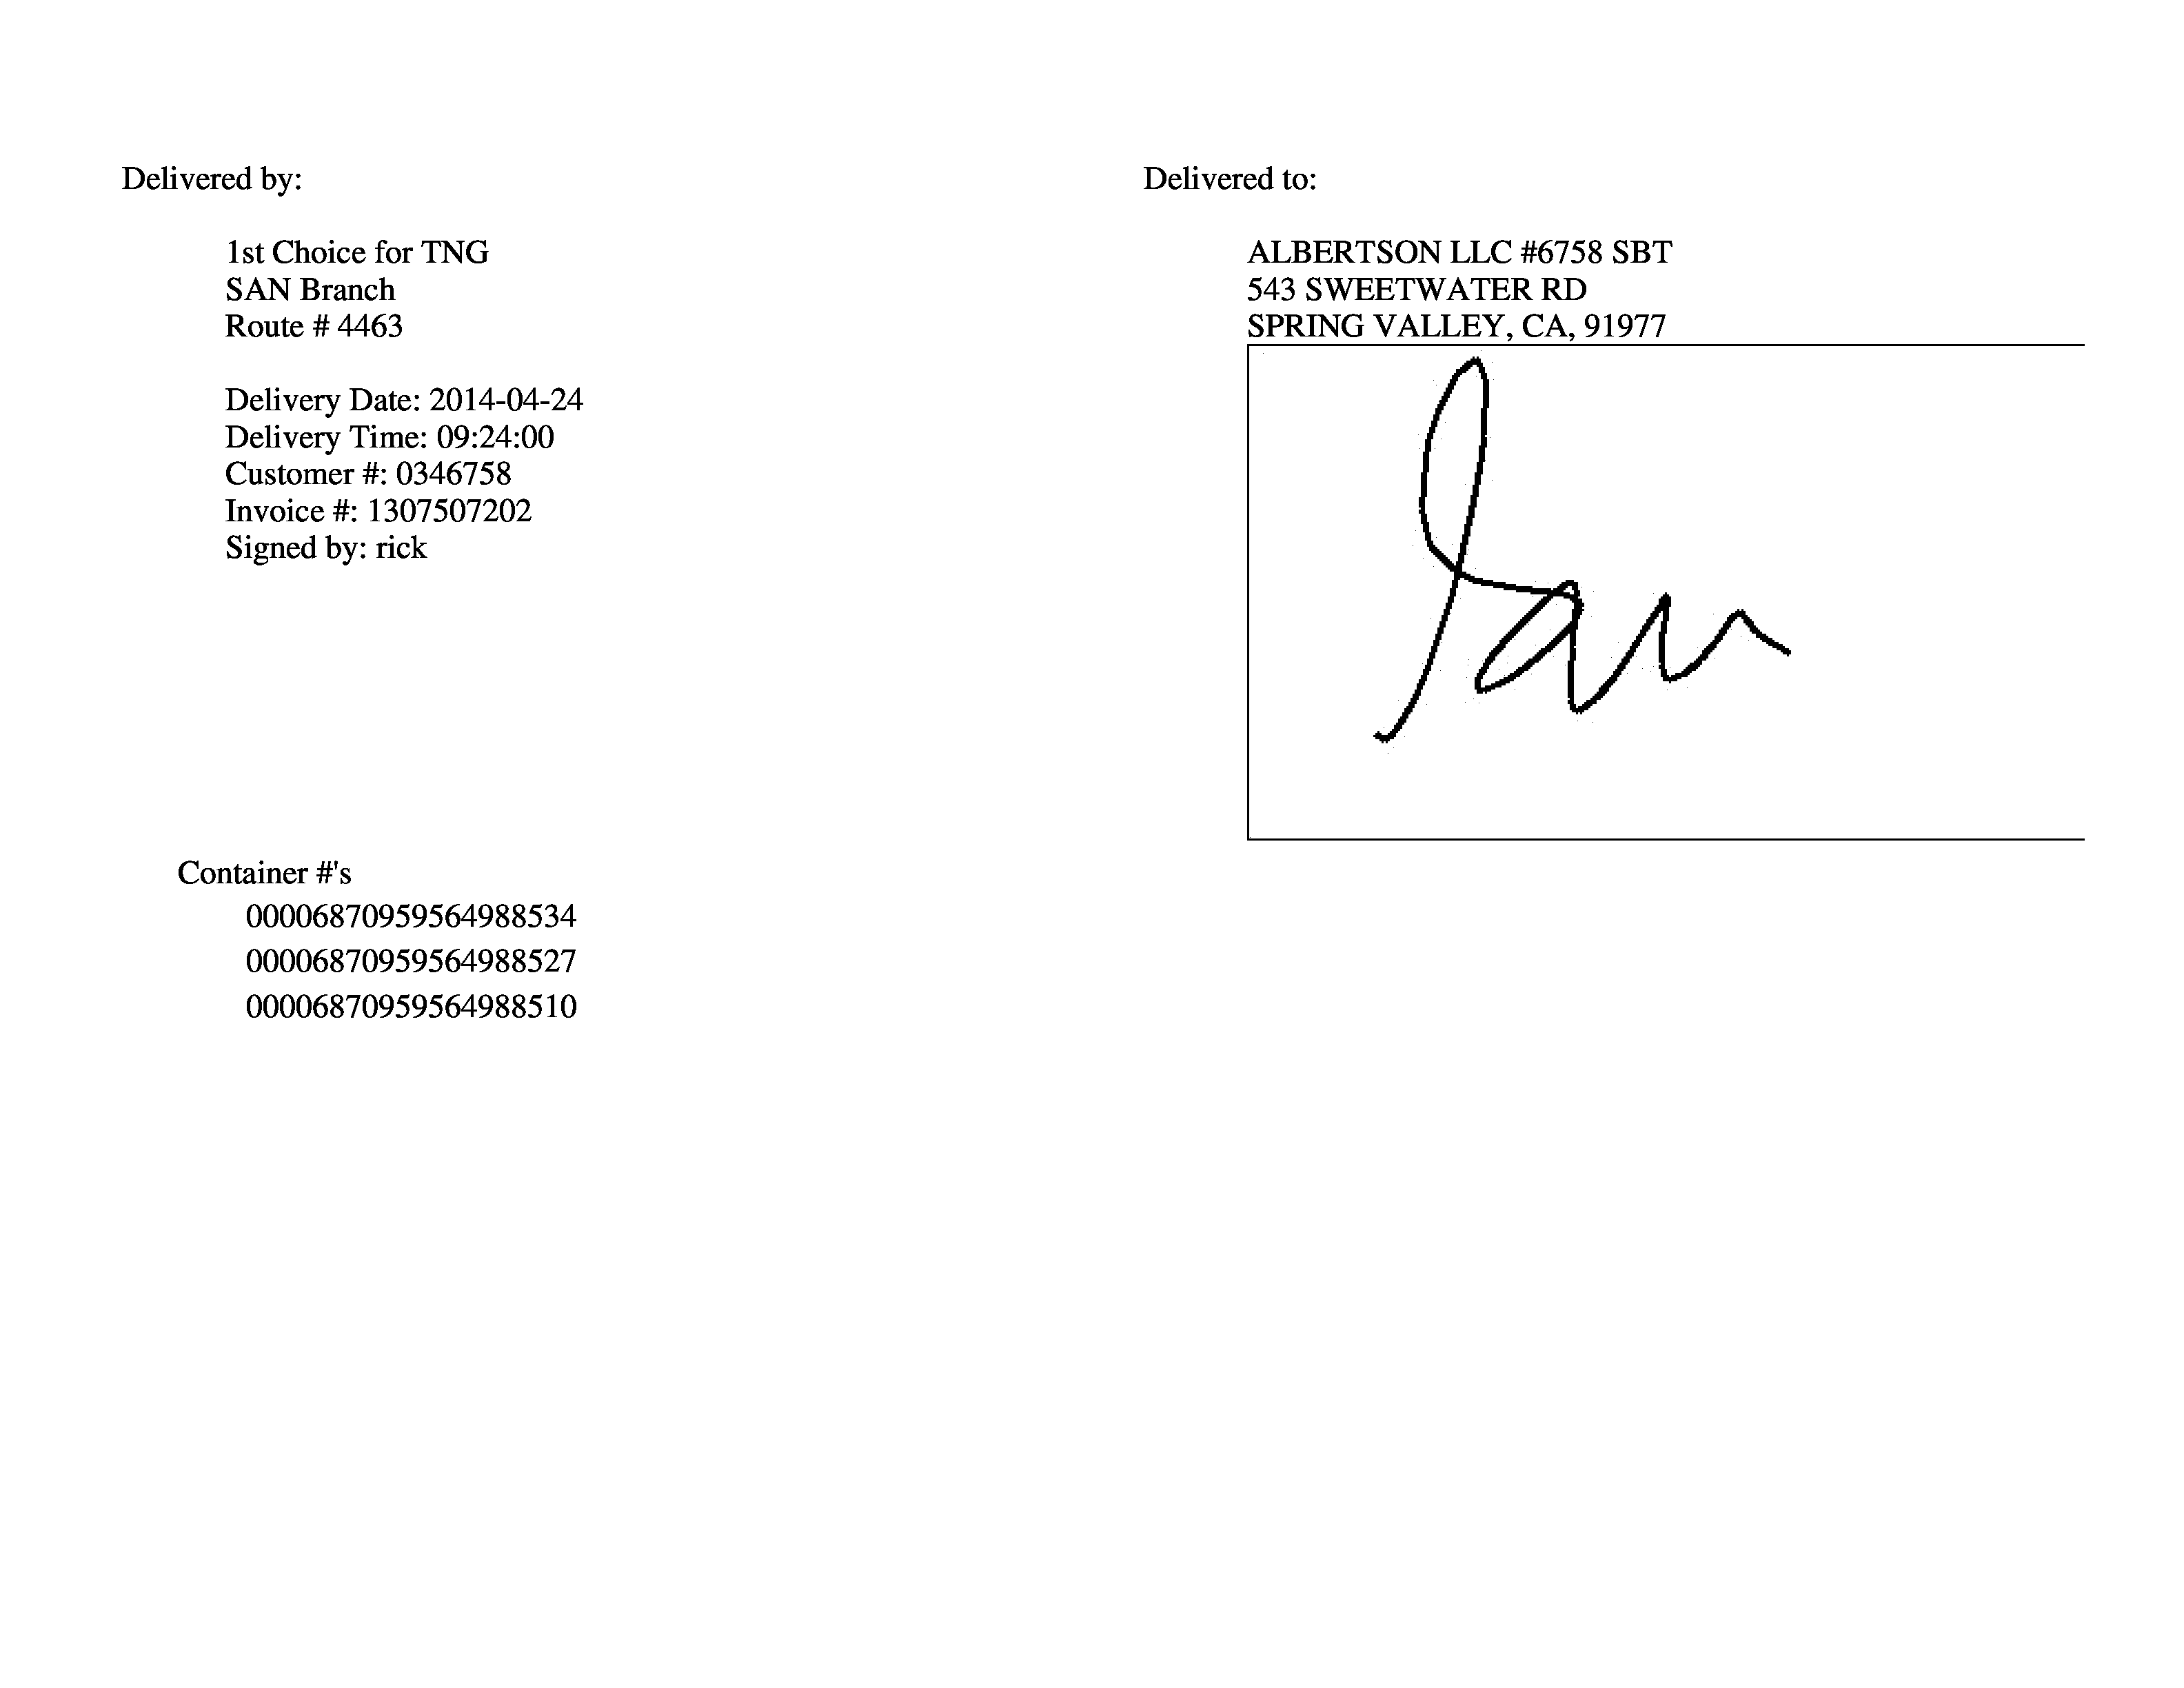 Delivered by:
1st Choice for TNG
SAN Branch
Route # 4463
Delivery Date: 2014-04-24
Delivery Time: 09:24:00
Customer #: 0346758
Invoice #: 1307507202
Signed by: rick
Delivered to:
ALBERTSON LLC #6758 SBT
543 SWEETWATER RD
SPRING VALLEY, CA, 91977
Container #'s
00006870959564988534
00006870959564988527
00006870959564988510